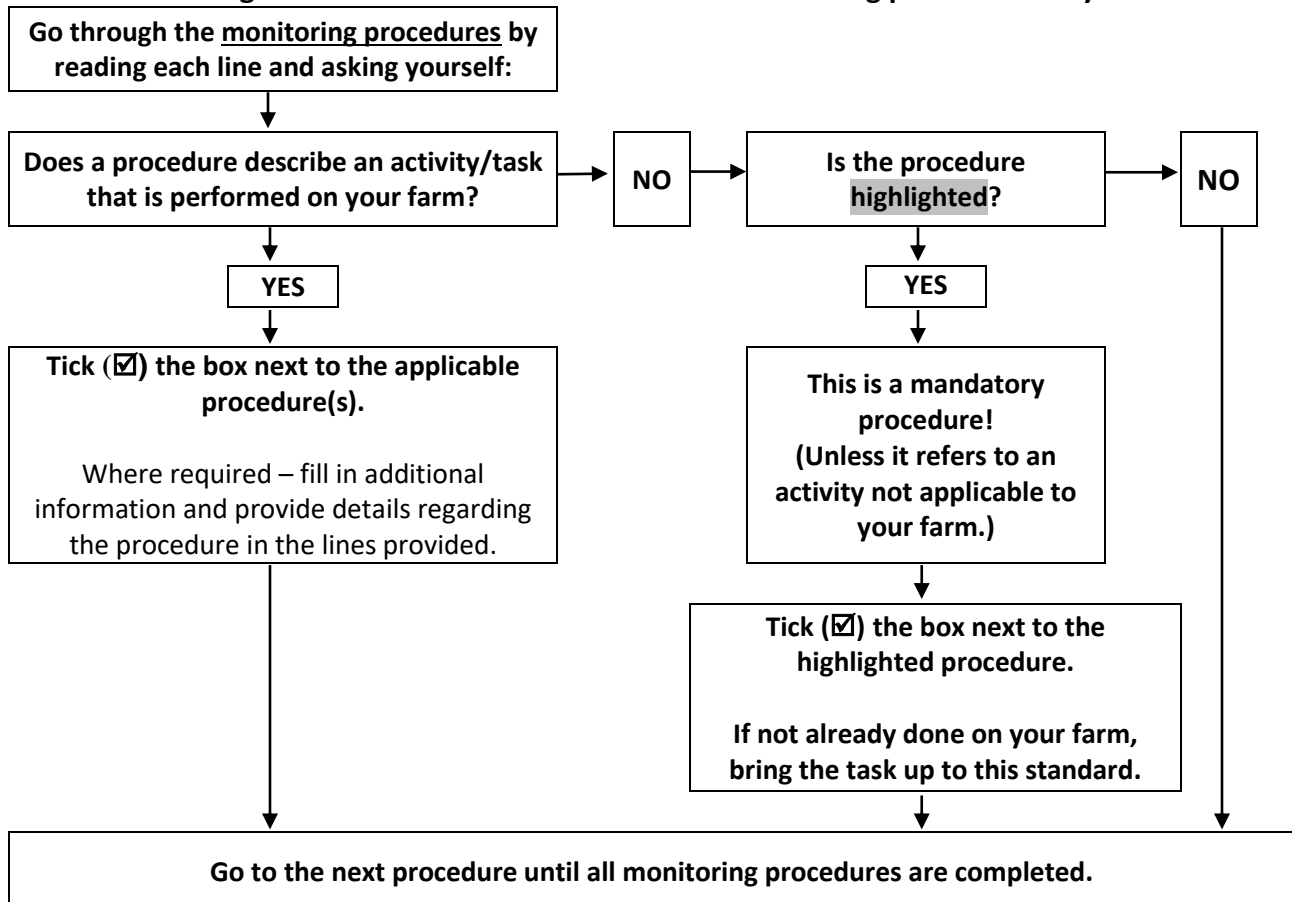 Go through the monitoring procedures by
reading each line and asking yourself:
Does a procedure describe an activity/task
that is performed on your farm?
NO
Is the procedure
highlighted?
NO
YES
YES
Tick (☑) the box next to the applicable
procedure(s).
Where required – fill in additional
information and provide details regarding
the procedure in the lines provided.
This is a mandatory
procedure!
(Unless it refers to an
activity not applicable to
your farm.)
Tick (☑) the box next to the
highlighted procedure.
If not already done on your farm,
bring the task up to this standard.
Go to the next procedure until all monitoring procedures are completed.